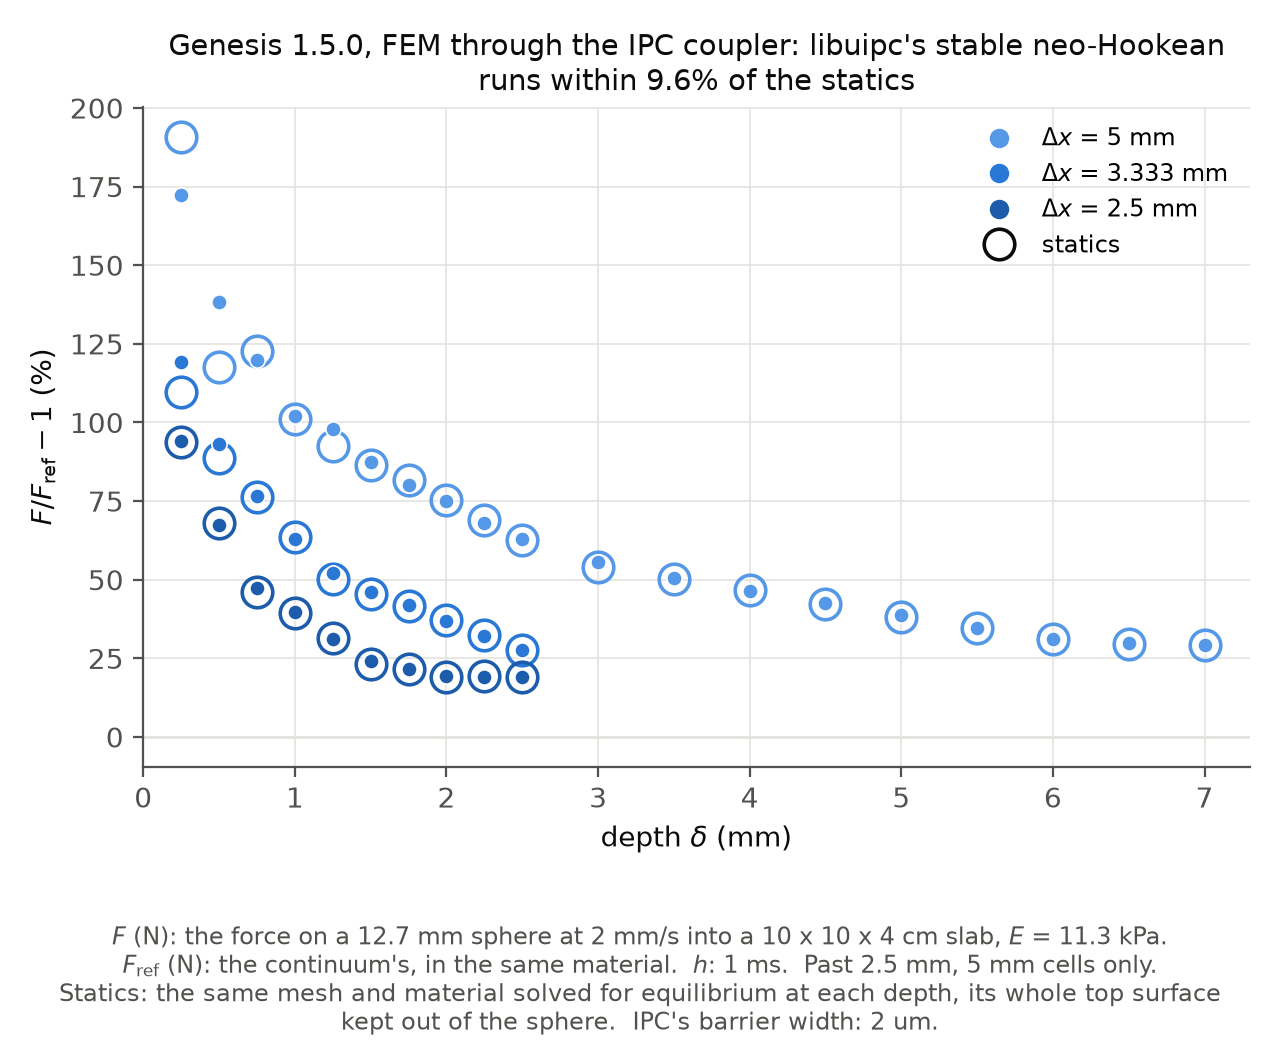 Genesis 1.5.0, FEM through the IPC coupler: libuipc's stable neo-Hookean
runs within 9.6% of the statics
200
175
150
125
100
75
50
25
0
F/Fref − 1 (%)
Δx = 5 mm
Δx = 3.333 mm
Δx = 2.5 mm
statics
0 1 2 3 4 5 6 7
depth δ (mm)
F (N): the force on a 12.7 mm sphere at 2 mm/s into a 10 x 10 x 4 cm slab, E = 11.3 kPa.
Fref (N): the continuum's, in the same material.  h: 1 ms.  Past 2.5 mm, 5 mm cells only.
Statics: the same mesh and material solved for equilibrium at each depth, its whole top surface
kept out of the sphere.  IPC's barrier width: 2 um.